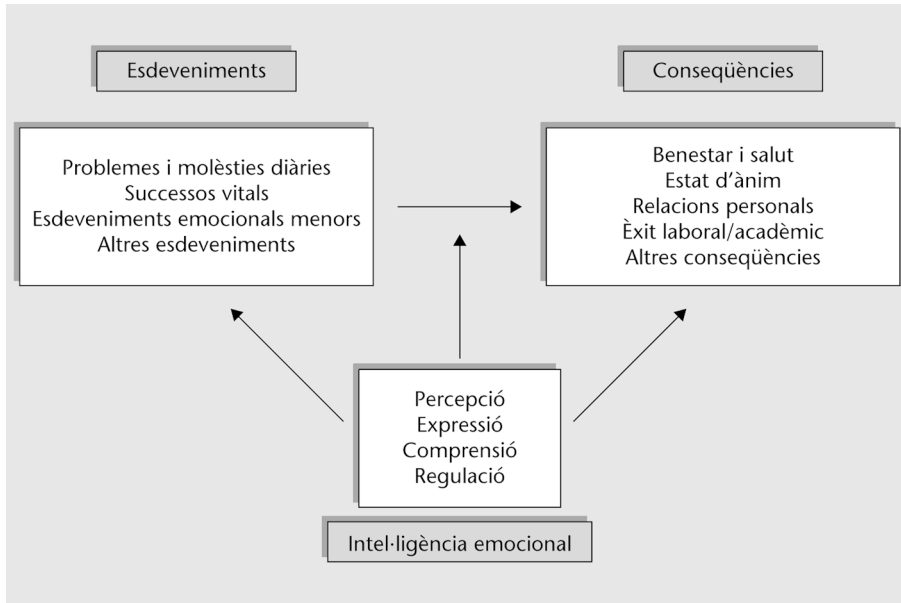 Esdeveniments
Problemes i molèsties diàries
Successos vitals
Esdeveniments emocionals menors
Altres esdeveniments
Conseqüències
Benestar i salut
Estat d’ànim
Relacions personals
Èxit laboral/acadèmic
Altres conseqüències
Percepció
Expressió
Comprensió
Regulació
Intel·ligència emocional